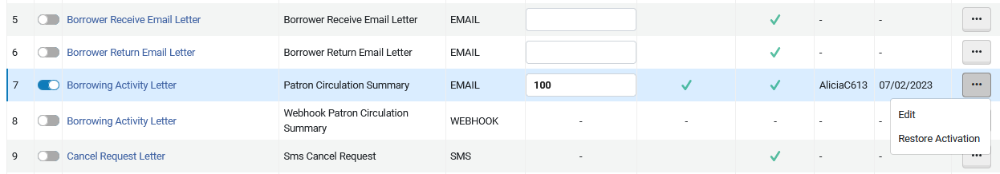 5 Borrower Receive Email Letter Borrower Receive Email Letter EMAIL - - •••
6 Borrower Return Email Letter Borrower Return Email Letter EMAIL - - •••
7 Borrowing Activity Letter Patron Circulation Summary EMAIL 100 AliciaC613 07/02/2023 •••
Edit
8 Borrowing Activity Letter Webhook Patron Circulation
Summary WEBHOOK - - - - -
Restore Activation
9 Cancel Request Letter Sms Cancel Request SMS - - - •••